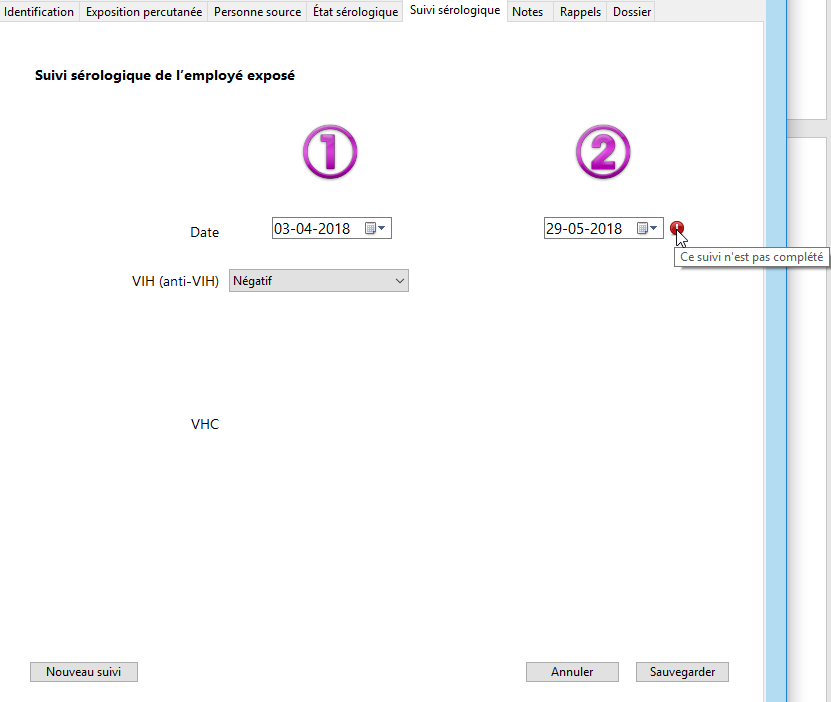 Identification Exposition percutanée Personne source État sérologique Suivi sérologique Notes Rappels Dossier
Suivi sérologique de l'employé exposé
1 2
Date 03-04-2018 29-05-2018
Ce suivi n'est pas complété
VIH (anti-VIH) Négatif
VHC
Nouveau suivi Annuler Sauvegarder